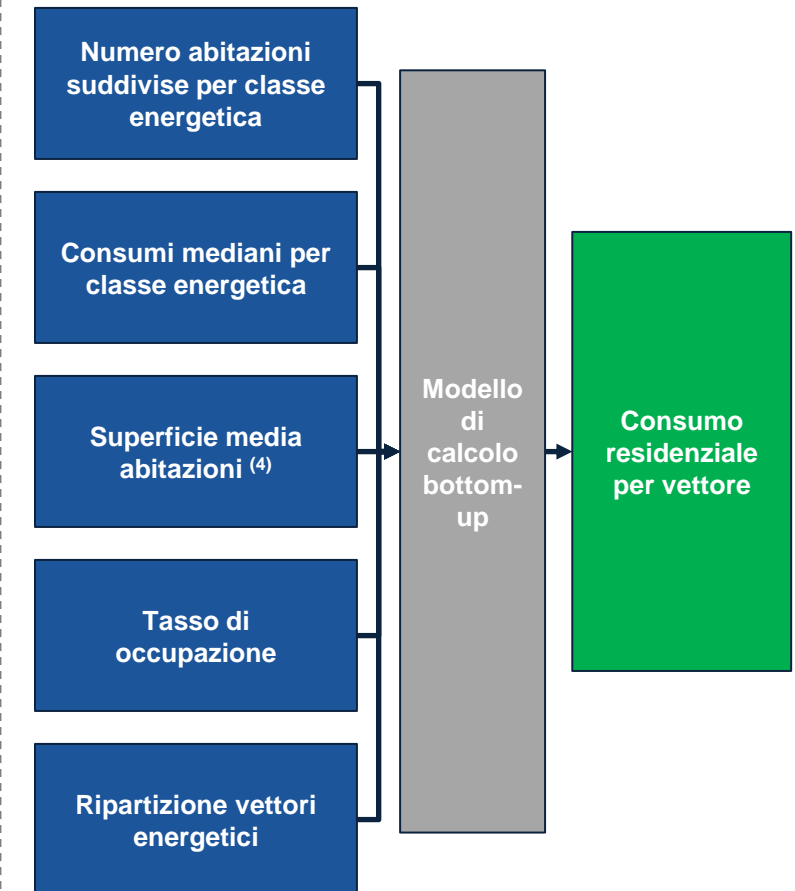 Numero abitazioni
suddivise per classe
energetica
Consumi mediani per
classe energetica
Superficie media
abitazioni (4)
Tasso di
occupazione
Ripartizione vettori
energetici
Modello
di
calcolo
bottom-
up
Consumo
residenziale
per vettore